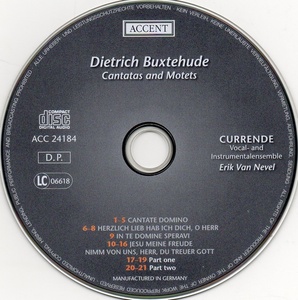 ACCENT
Dietrich Buxtehude
Cantatas and Motets
COMPACT
disc
DIGITAL AUDIO
ACC 24184
D.P.
LC 06618
CURRENDE
Vocal- and
Instrumentalensemble
Erik Van Nevel
1-5 CANTATE DOMINO
6-8 HERZLICH LIEB HAB ICH DICH, O HERR
9 IN TE DOMINE SPERAVI
10-16 JESU MEINE FREUDE
NIMM VON UNS, HERR, DU TREUER GOTT
17-19 Part one
20-21 Part two
MANUFACTURED IN GERMANY